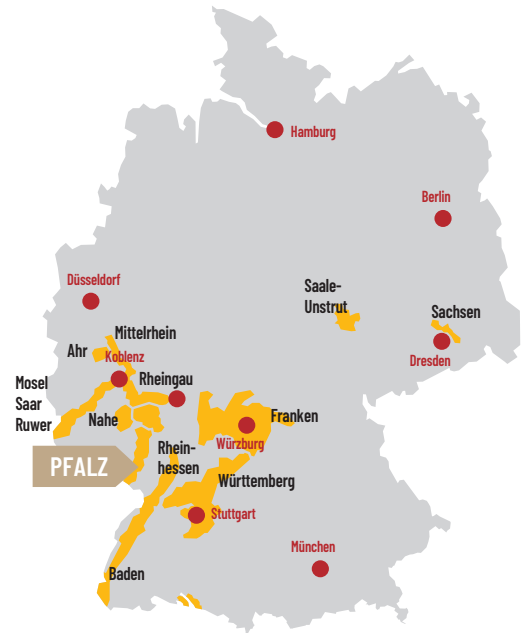 Hamburg
Berlin
Düsseldorf
Saale-
Unstrut
Sachsen
Mittelrhein
Ahr
Koblenz
Dresden
Mosel
Saar
Ruwer
Rheingau
Nahe
Franken
Würzburg
PFALZ
Rhein-
hessen
Württemberg
Stuttgart
München
Baden